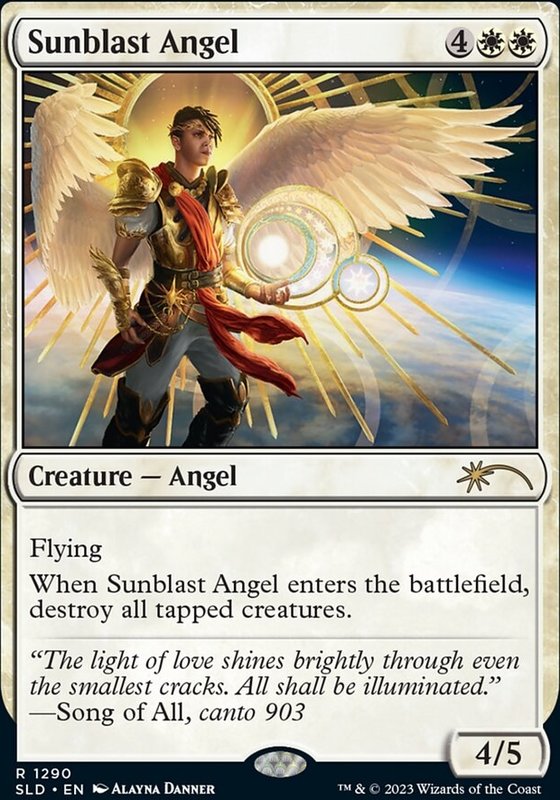 Sunblast Angel 4
Creature — Angel
Flying
When Sunblast Angel enters the battlefield,
destroy all tapped creatures.
“The light of love shines brightly through even
the smallest cracks. All shall be illuminated.”
—Song of All, canto 903
4/5
R 1290
SLD • EN Alayna Danner
™ & © 2023 Wizards of the Coast